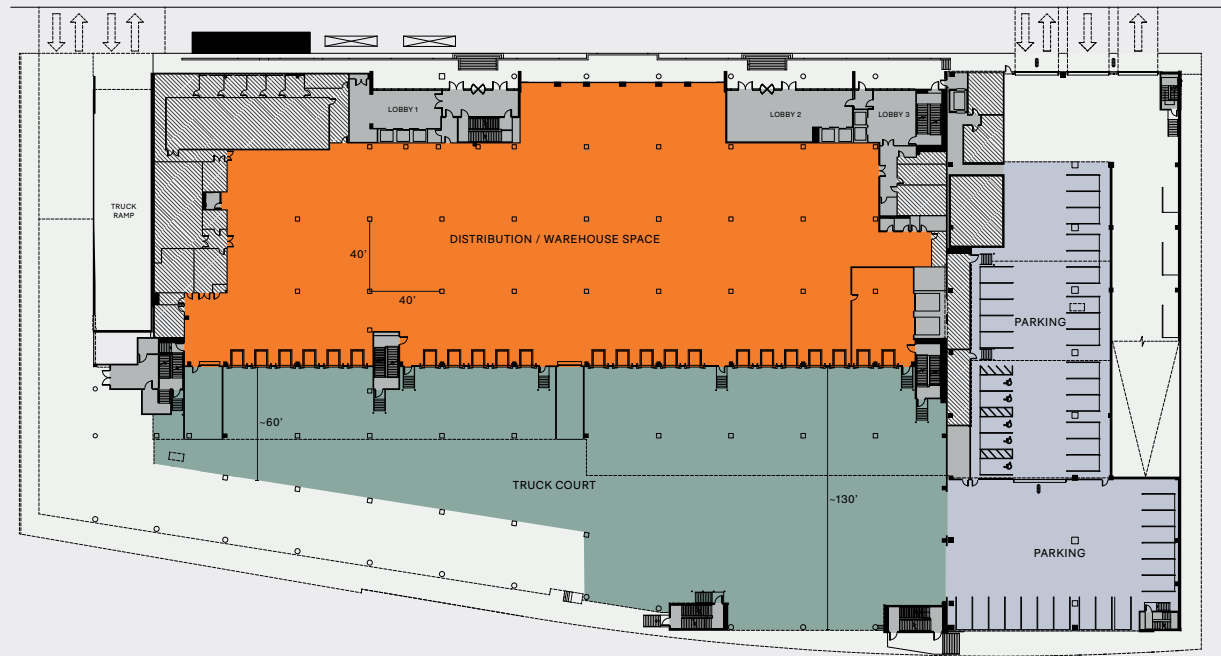 LOBBY 1
LOBBY 2
LOBBY 3
TRUCK
RAMP
DISTRIBUTION / WAREHOUSE SPACE
40'
40'
PARKING
~60'
TRUCK COURT
~130'
PARKING